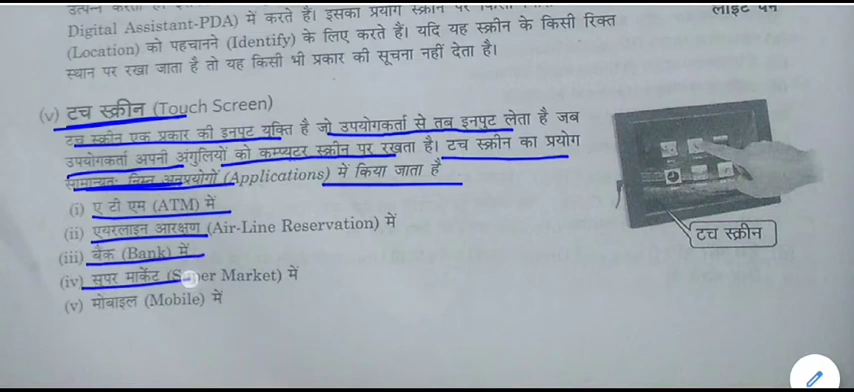 Digital Assistant-PDA) में करते हैं। इसका प्रयोग स्क्रीन पर
लाइट पेन
(Location) को पहचानने (Identify) के लिए करते हैं। यदि यह स्क्रीन के किसी रिक्त
स्थान पर रखा जाता है तो यह किसी भी प्रकार की सूचना नहीं देता है।
(v) टच स्क्रीन (Touch Screen)
टच स्क्रीन एक प्रकार की इनपुट युक्ति है जो उपयोगकर्ता से तब इनपुट लेता है जब
उपयोगकर्ता अपनी अंगुलियों को कम्प्यूटर स्क्रीन पर रखता है। टच स्क्रीन का प्रयोग
सामान्यतः निम्न अनुप्रयोगों (Applications) में किया जाता है
(i) ए टी एम (ATM) में
(ii) एयरलाइन आरक्षण (Air-Line Reservation) में
(iii) बैंक (Bank) में
(iv) सुपर मार्केट (Super Market) में
(v) मोबाइल (Mobile) में
टच स्क्रीन